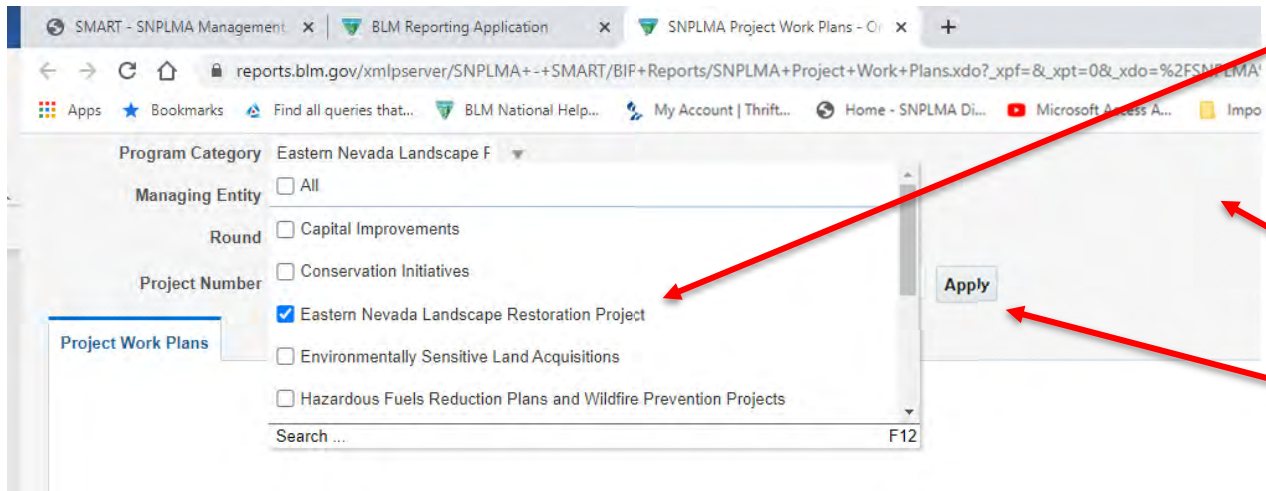 SMART - SNPLMA Management BLM Reporting Application SNPLMA Project Work Plans - Or
reports.blm.gov/xmlpserver/SNPLMA+-+SMART/BIP+Reports/SNPLMA+Project+Work+Plans.xdo?_xpf=&_xpt=0&_xdo=%2FSNPLMA
Apps Bookmarks Find all queries that... BLM National Help... My Account | Thrift... Home - SNPLMA Di... Microsoft Access A... Impo
Program Category Eastern Nevada Landscape F
Managing Entity All
Round Capital Improvements
Conservation Initiatives
Project Number Apply
Eastern Nevada Landscape Restoration Project
Project Work Plans
Environmentally Sensitive Land Acquisitions
Hazardous Fuels Reduction Plans and Wildfire Prevention Projects
Search ... F12